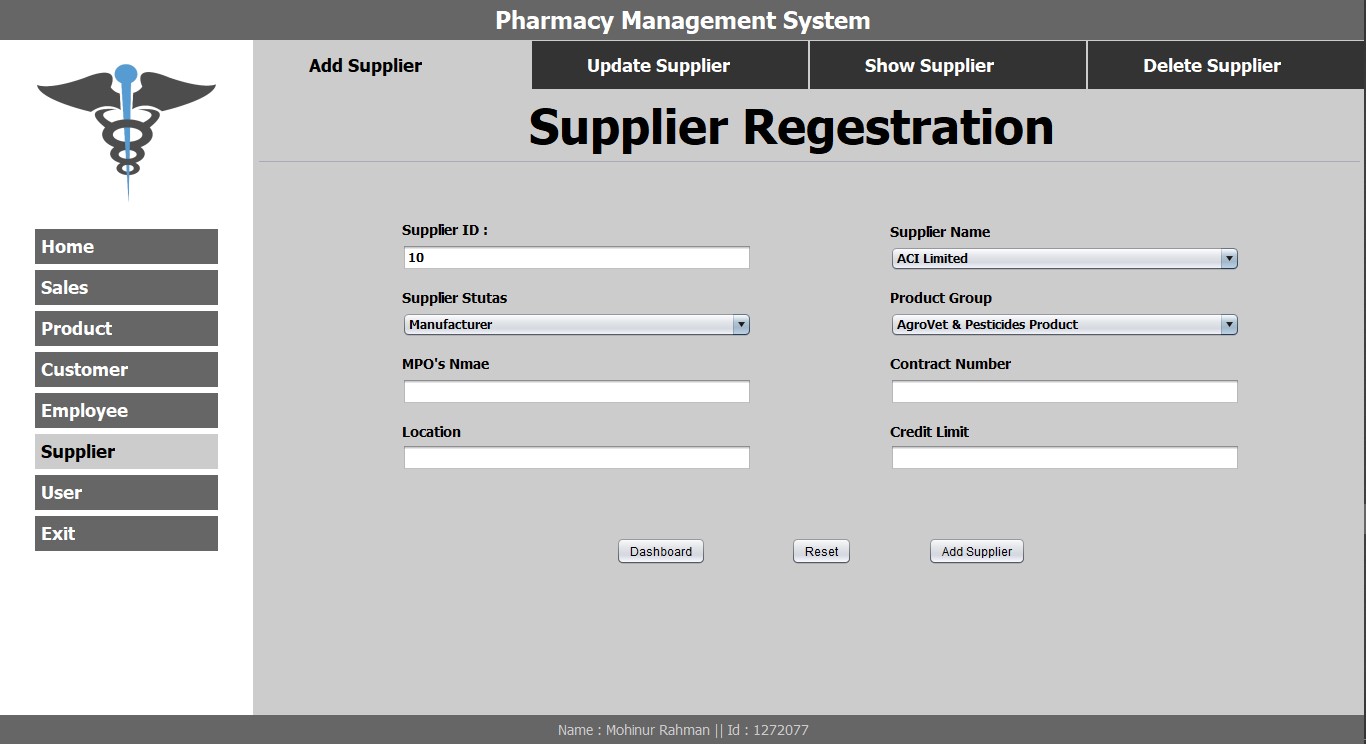 Pharmacy Management System
Add Supplier Update Supplier Show Supplier Delete Supplier
Supplier Regestration
Home
Sales
Product
Customer
Employee
Supplier
User
Exit
Supplier ID : Supplier Name
10 ACI Limited
Supplier Stutas Product Group
Manufacturer AgroVet & Pesticides Product
MPO's Nmae Contract Number
Location Credit Limit
Dashboard Reset Add Supplier
Name : Mohinur Rahman || Id : 1272077